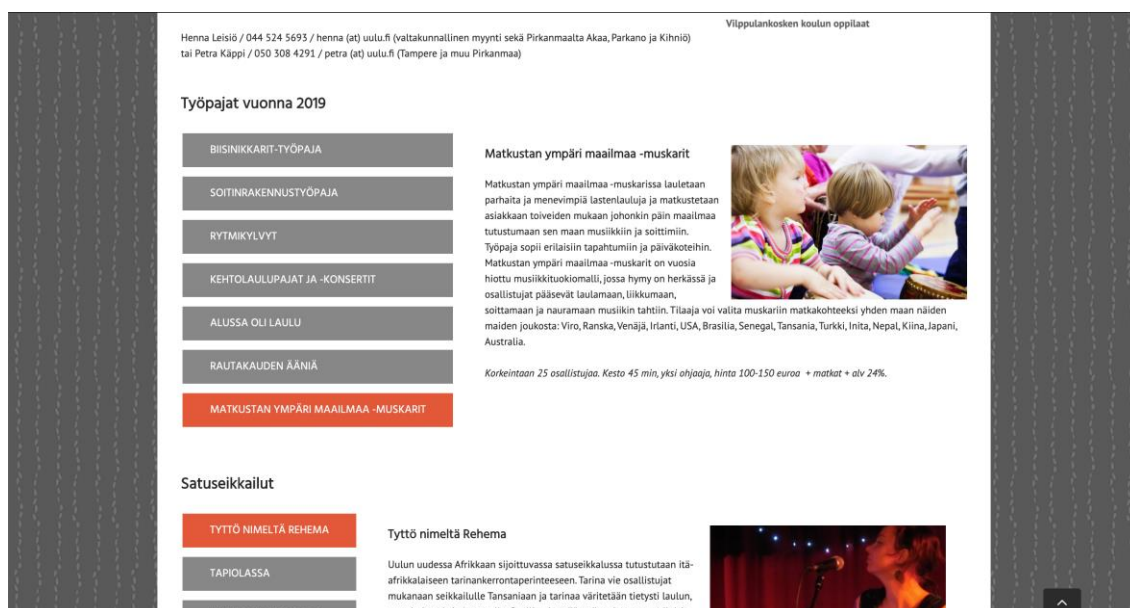 Vilppulankosken koulun oppilaat
Henna Leisiö / 044 524 5693 / henna (at) uulu.fi (valtakunnallinen myynti sekä Pirkanmaalta Akaa, Parkano ja Kihniö)
tai Petra Käppi / 050 308 4291 / petra (at) uulu.fi (Tampere ja muu Pirkanmaa)
Työpajat vuonna 2019
BIISINIKKARIT-TYÖPAJA
SOITINRAKENNUSTYÖPAJA
RYTMIKYLVYT
KEHTOLAULUPAJAT JA -KONSERTIT
ALUSSA OLI LAULU
RAUTAKAUDEN ÄÄNIÄ
MATKUSTAN YMPÄRI MAAILMAA -MUSKARIT
Matkustan ympäri maailmaa -muskarit
Matkustan ympäri maailmaa -muskarissa lauletaan
parhaita ja menevimpiä lastenlauluja ja matkustetaan
asiakkaan toiveiden mukaan johonkin päin maailmaa
tutustumaan sen maan musiikkiin ja soittimiin.
Työpaja sopii erilaisiin tapahtumiin ja päiväkoteihin.
Matkustan ympäri maailmaa -muskarit on vuosia
hiottu musiikkituokiomalli, jossa hymy on herkässä ja
osallistujat pääsevät laulamaan, liikkumaan,
soittamaan ja nauramaan musiikin tahtiin. Tilaaja voi valita muskariin matkakohteeksi yhden maan näiden
maiden joukosta: Viro, Ranska, Venäjä, Irlanti, USA, Brasilia, Senegal, Tansania, Turkki, Inita, Nepal, Kiina, Japani,
Australia.
Korkeintaan 25 osallistujaa. Kesto 45 min, yksi ohjaaja, hinta 100-150 euroa + matkat + alv 24%.
Satuseikkailut
TYTTÖ NIMELTÄ REHEMA
TAPIOLASSA
Tyttö nimeltä Rehema
Uulun uudessa Afrikkaan sijoittuvassa satuseikkalussa tutustutaan itä-
afrikkalaiseen tarinankerrontaperinteeseen. Tarina vie osallistujat
mukanaan seikkailulle Tansaniaan ja tarinaa väritetään tietysti laulun,